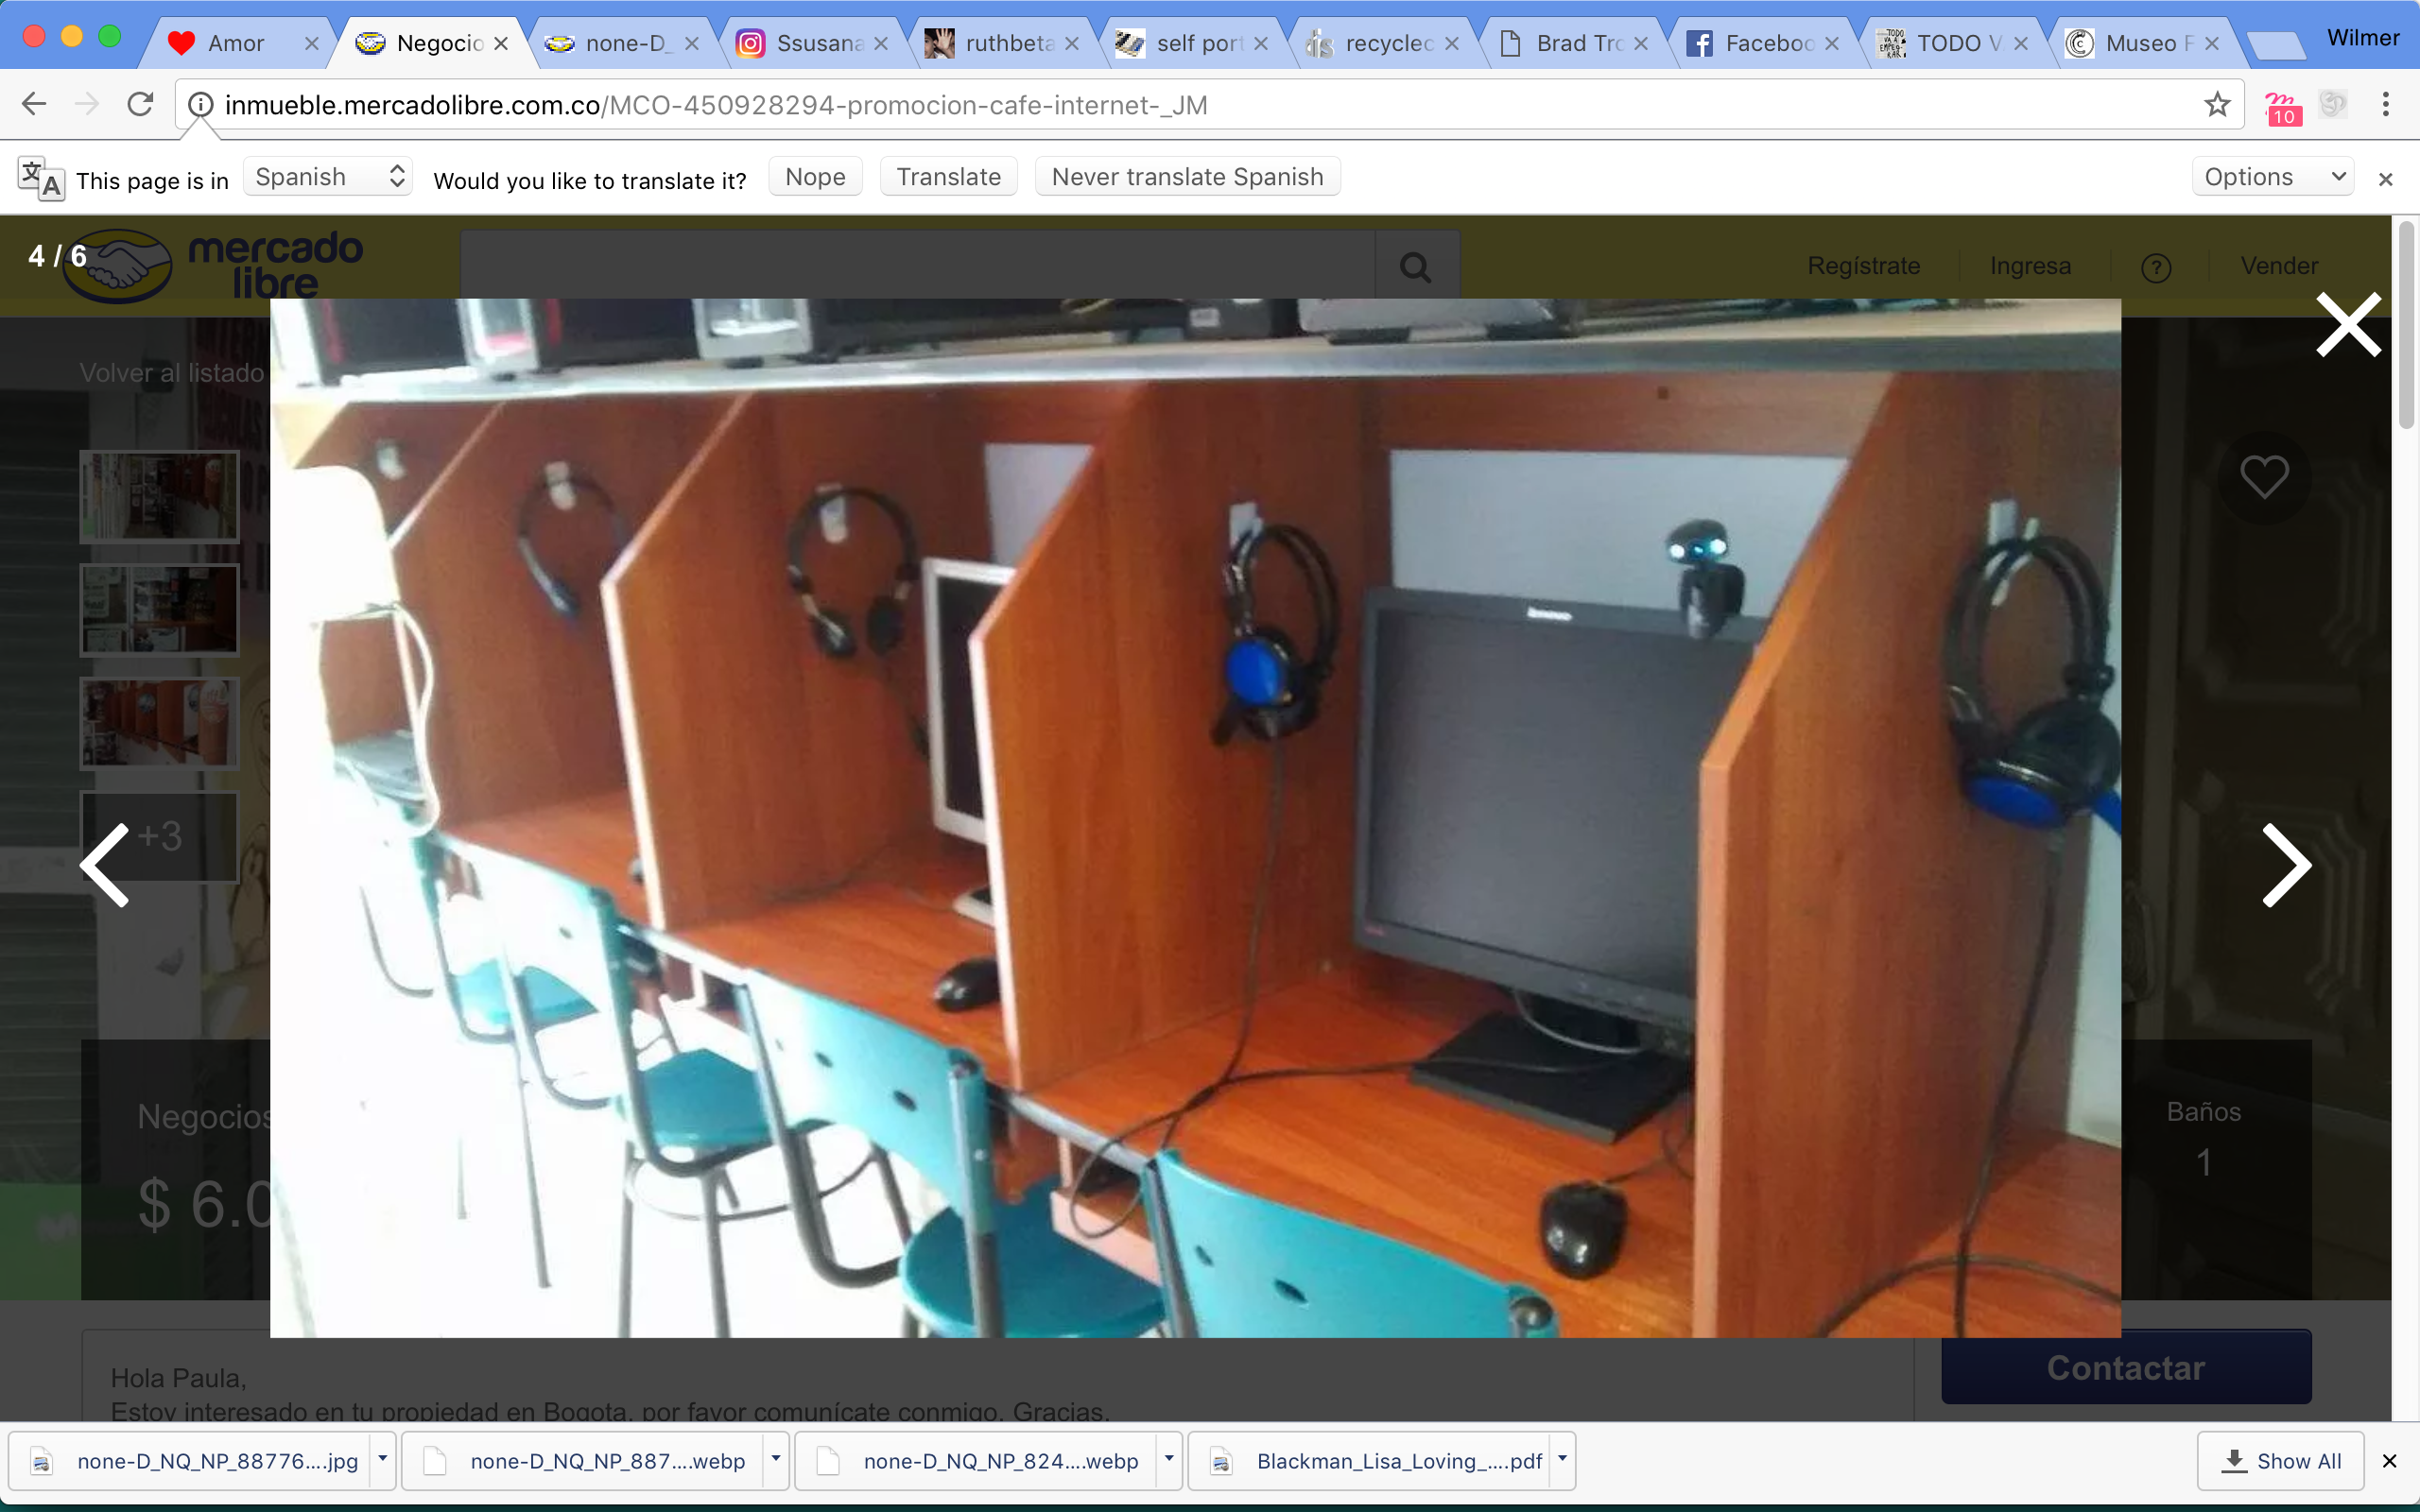 Amor
Negocio
none-D_
Ssusana
ruthbeta
self port
recycled
Brad Tro
Faceboo
TODO V
Museo F
Wilmer
inmueble.mercadolibre.com.co/MCO-450928294-promocion-cafe-internet-_JM
10
This page is in
Spanish
Would you like to translate it?
Nope
Translate
Never translate Spanish
Options
4 / 6
mercado
libre
Regístrate
Ingresa
?
Vender
Volver al listado
+3
lenovo
Negocios
$ 6.0
Baños
1
Hola Paula,
Estoy interesado en tu propiedad en Bogota, por favor comunícate conmigo. Gracias.
Contactar
none-D_NQ_NP_88776....jpg
none-D_NQ_NP_887....webp
none-D_NQ_NP_824....webp
Blackman_Lisa_Loving_....pdf
Show All